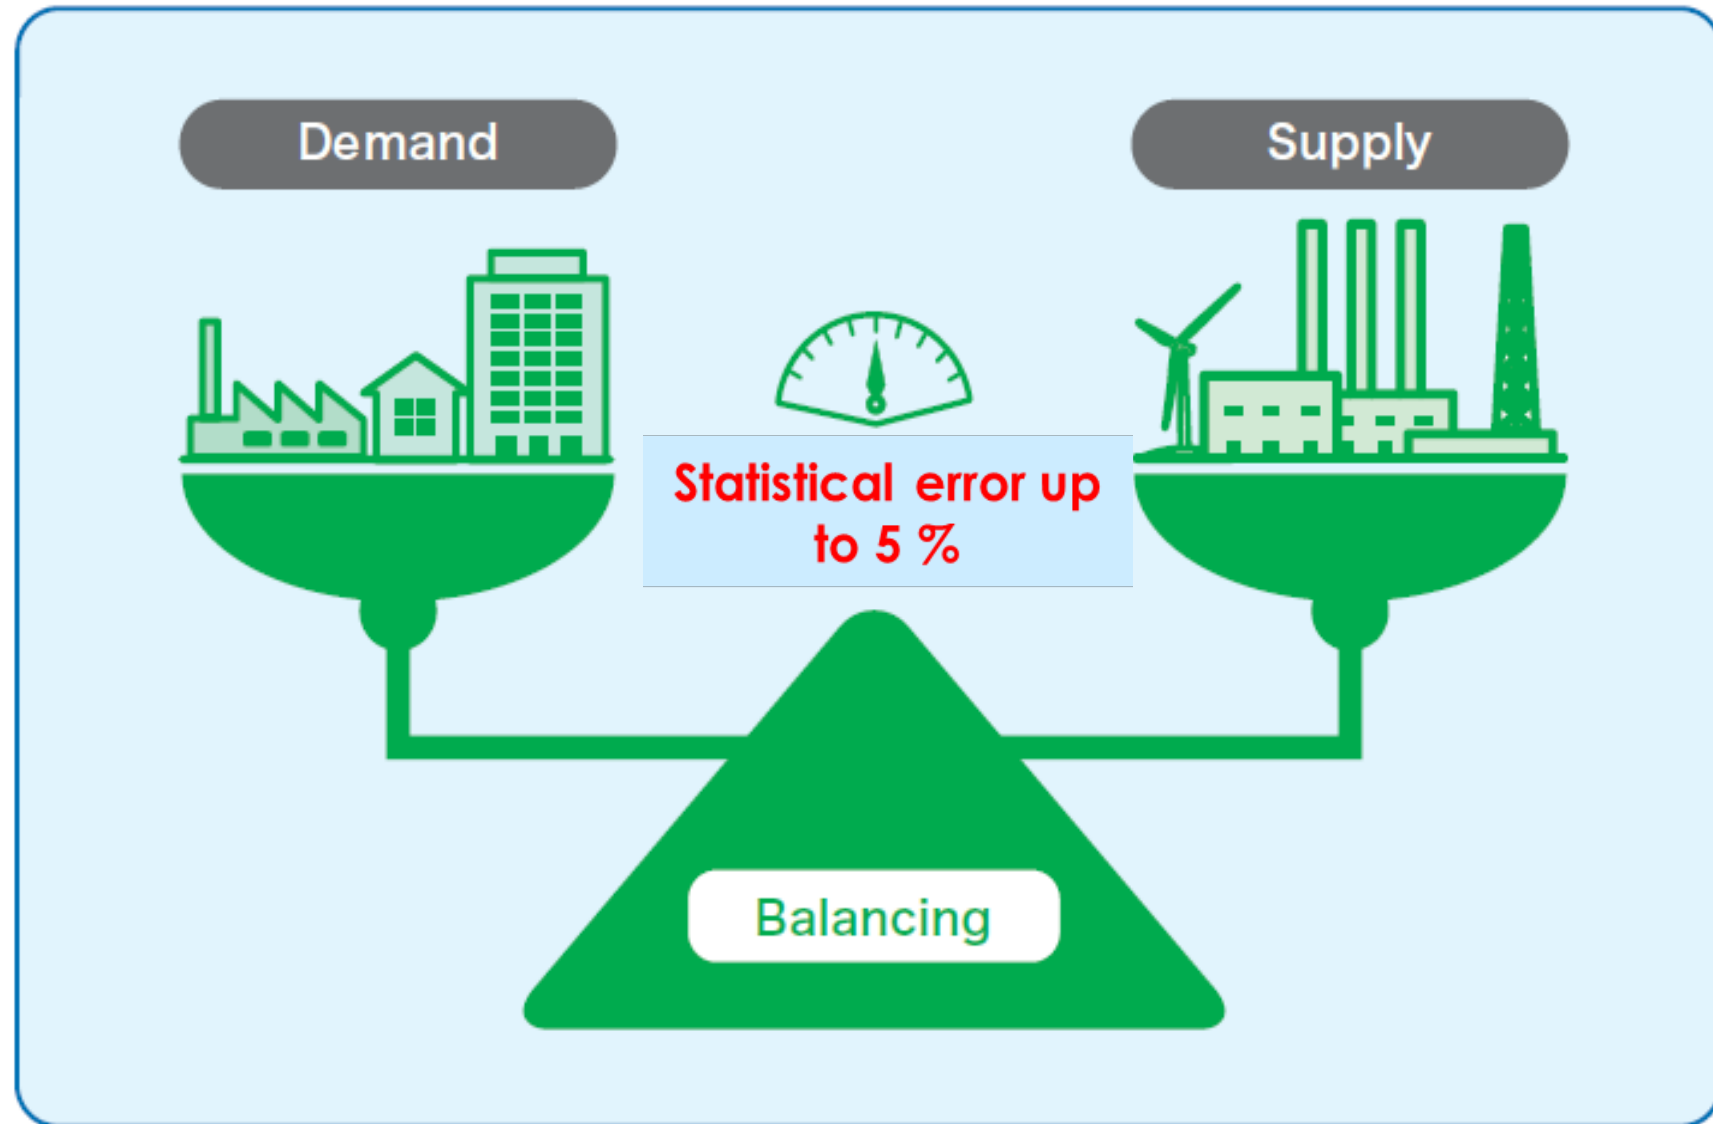 Demand
Supply
Statistical error up
to 5 %
Balancing